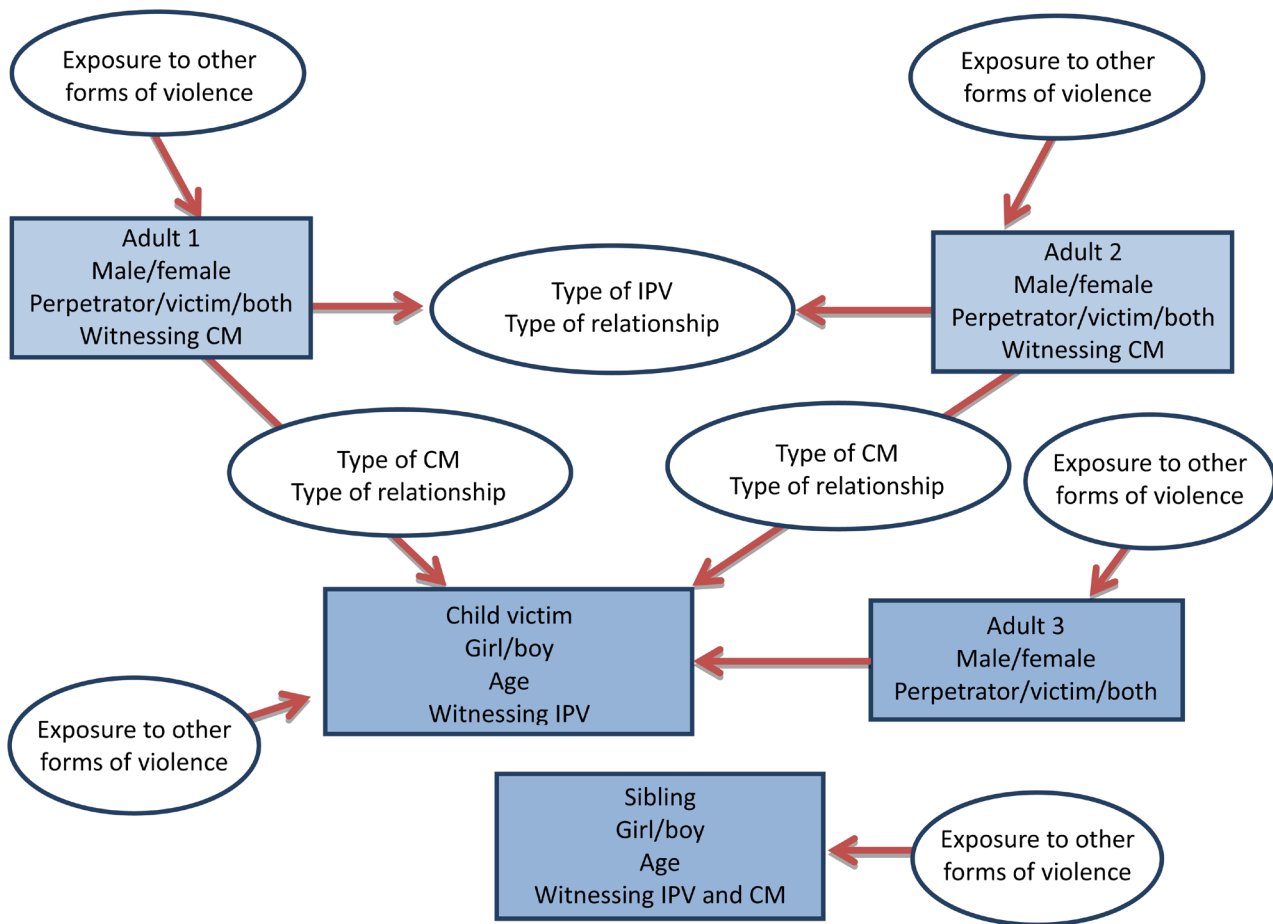 Exposure to other
forms of violence
Exposure to other
forms of violence
Adult 1
Male/female
Perpetrator/victim/both
Witnessing CM
Type of IPV
Type of relationship
Adult 2
Male/female
Perpetrator/victim/both
Witnessing CM
Type of CM
Type of relationship
Type of CM
Type of relationship
Exposure to other
forms of violence
Child victim
Girl/boy
Age
Witnessing IPV
Adult 3
Male/female
Perpetrator/victim/both
Exposure to other
forms of violence
Sibling
Girl/boy
Age
Witnessing IPV and CM
Exposure to other
forms of violence